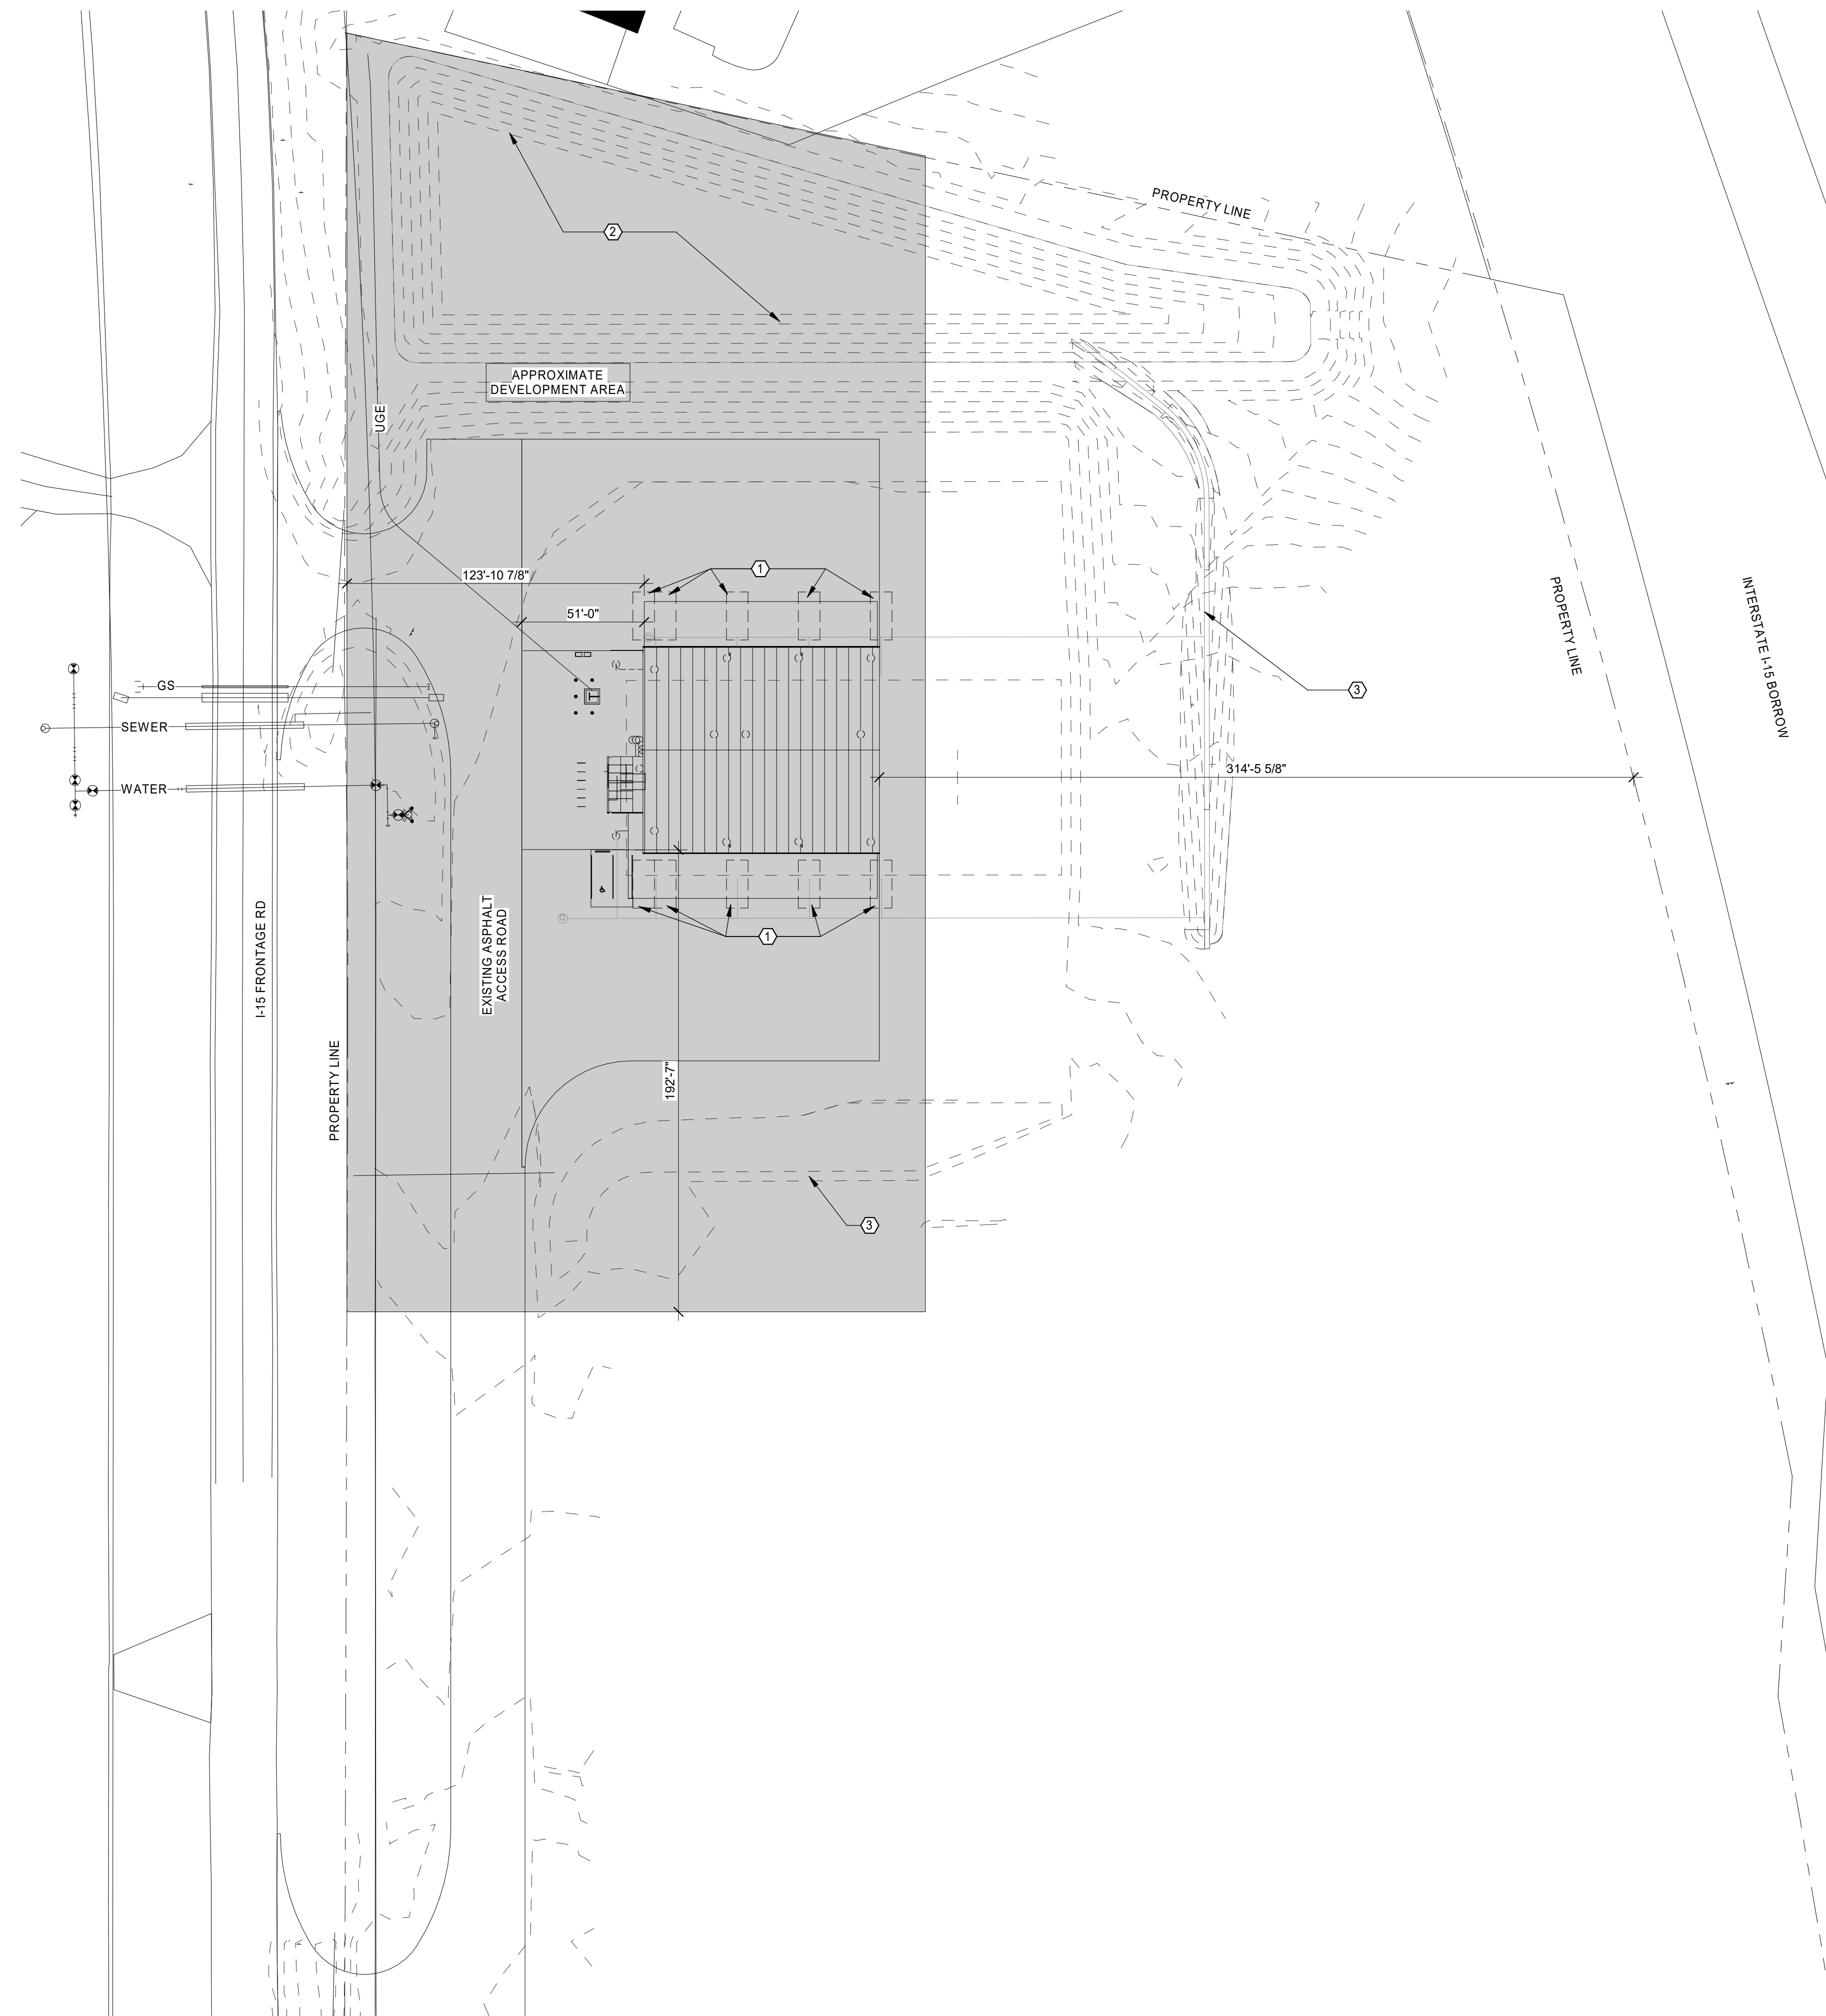 PROPERTY LINE
2
APPROXIMATE
DEVELOPMENT AREA
UGE
123'-10 7/8"
1
51'-0"
PROPERTY LINE
INTERSTATE I-15 BORROW
3
GS
SEWER
WATER
T
314'-5 5/8"
I-15 FRONTAGE RD
EXISTING ASPHALT
ACCESS ROAD
1
PROPERTY LINE
192'-7"
3